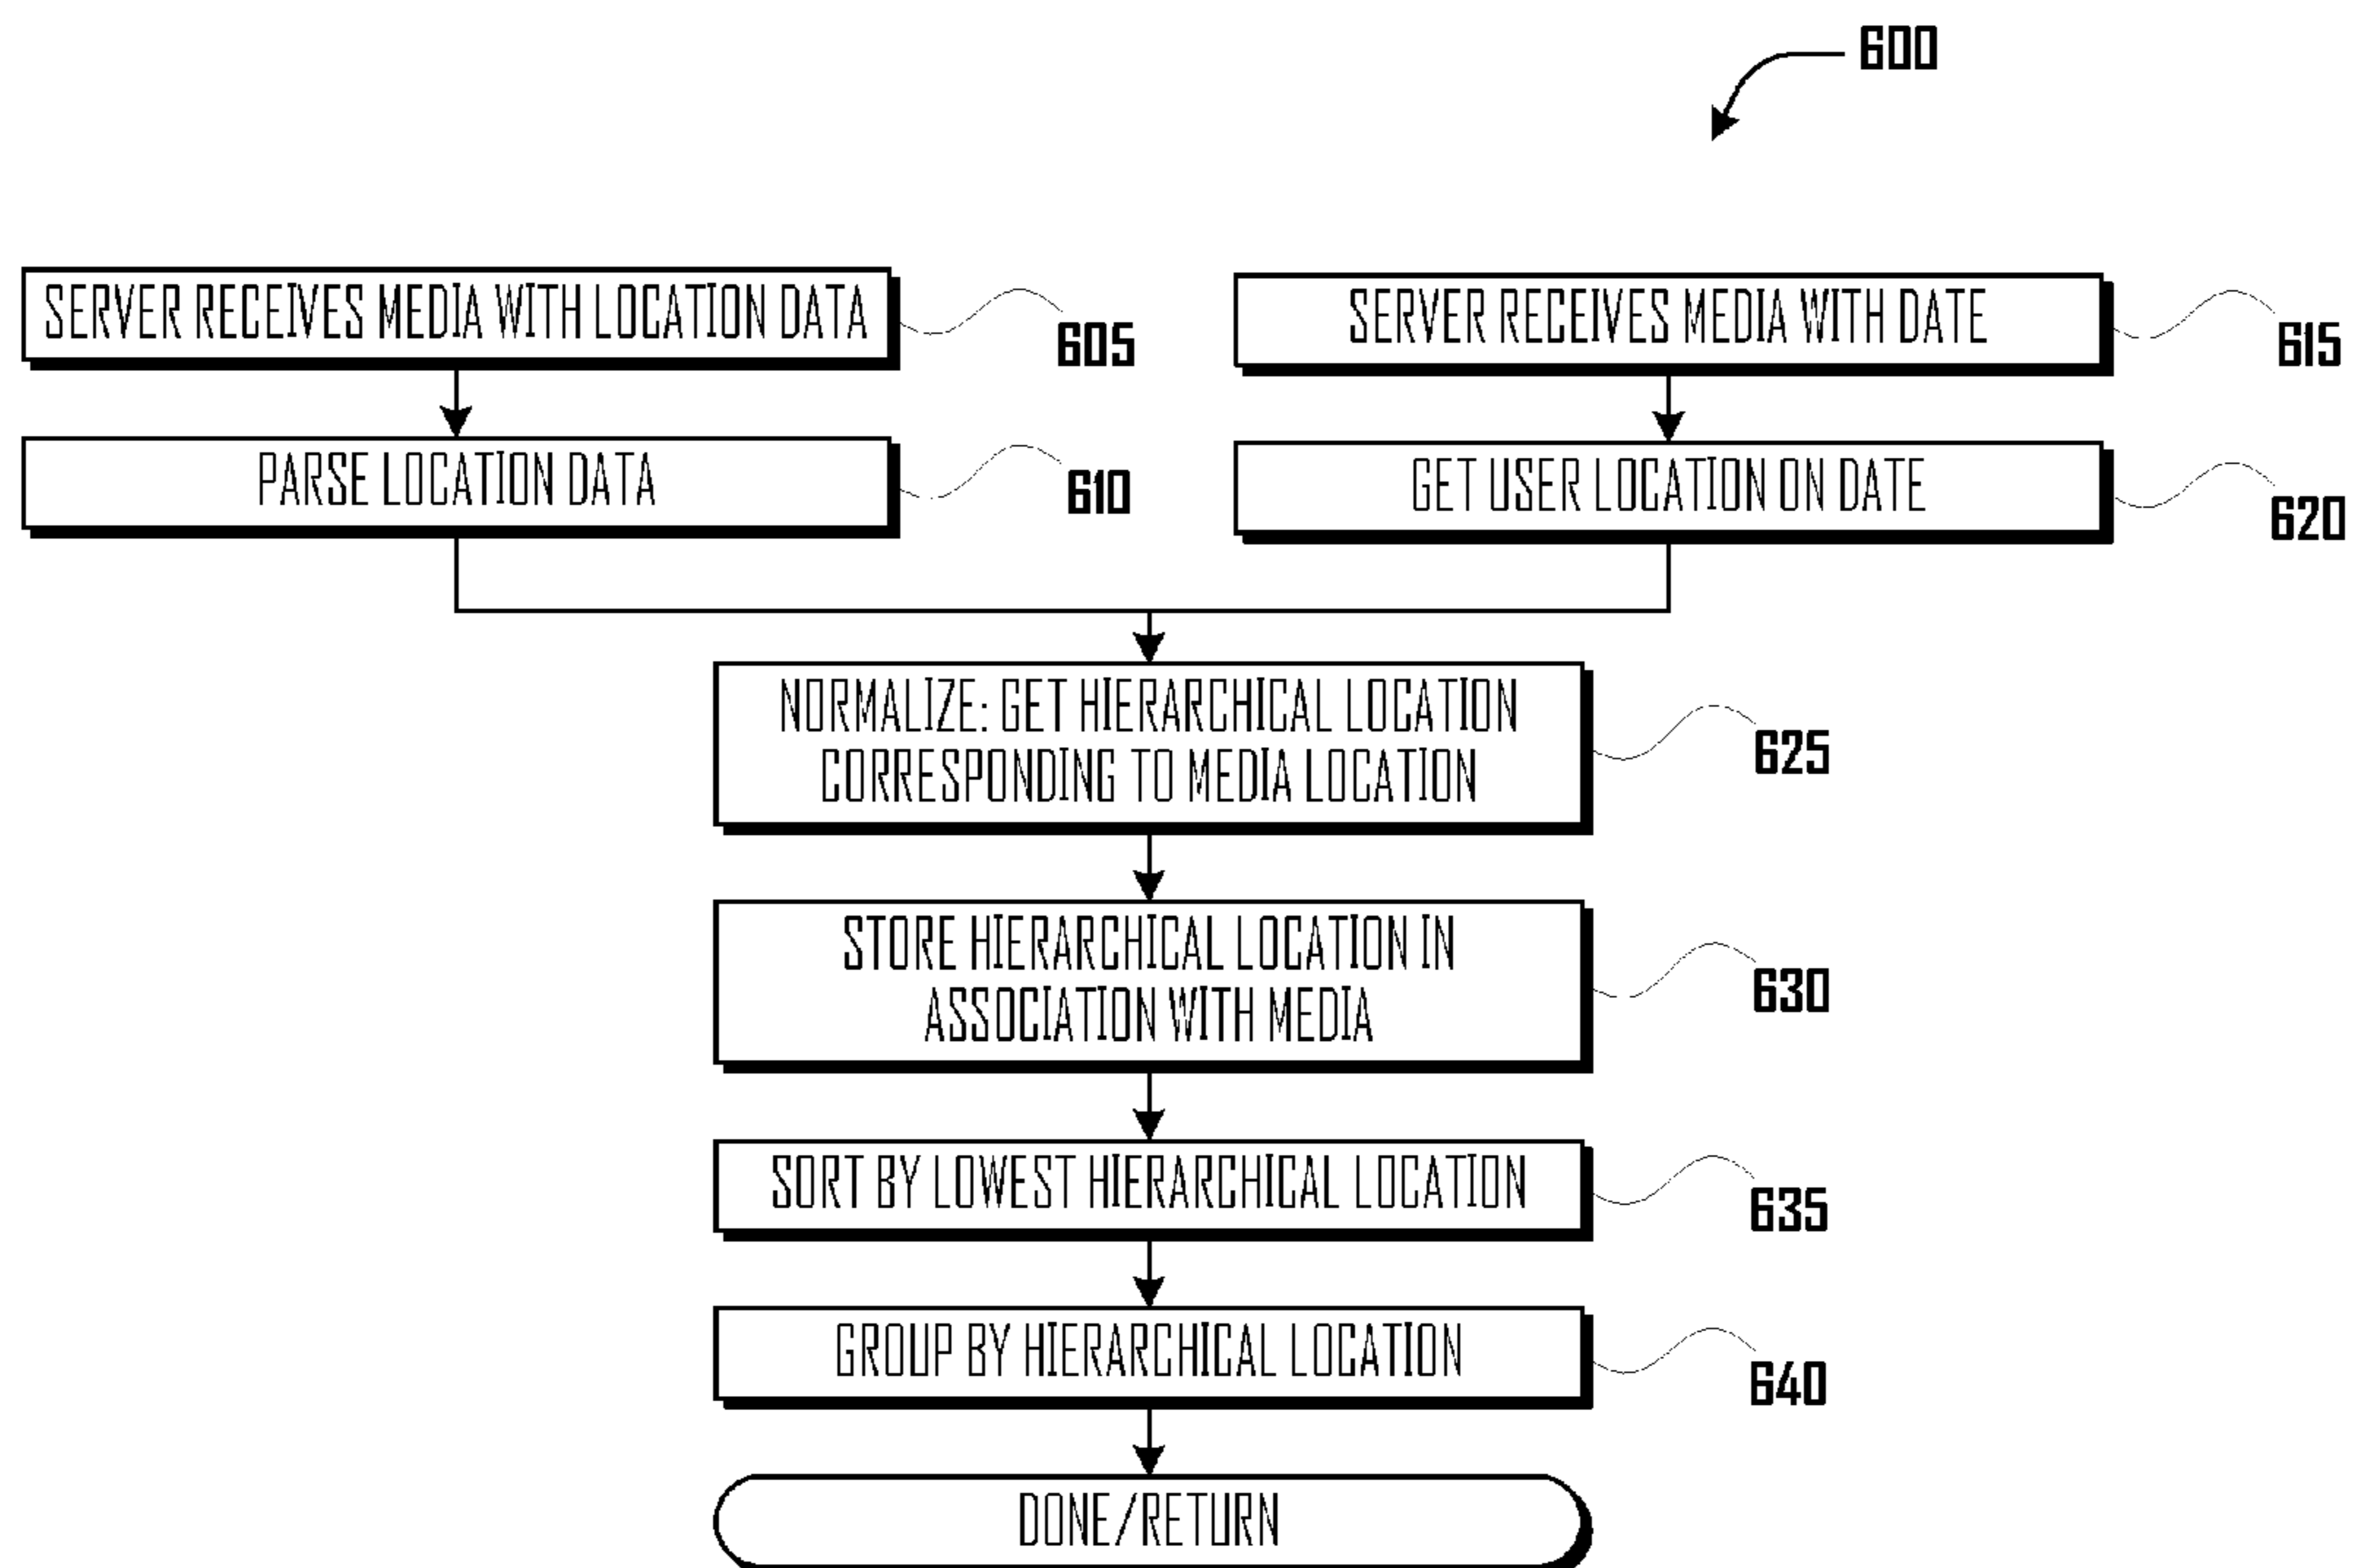 600
SERVER RECEIVES MEDIA WITH LOCATION DATA
605
SERVER RECEIVES MEDIA WITH DATE
615
PARSE LOCATION DATA
610
GET USER LOCATION ON DATE
620
NORMALIZE: GET HIERARCHICAL LOCATION
CORRESPONDING TO MEDIA LOCATION
625
STORE HIERARCHICAL LOCATION IN
ASSOCIATION WITH MEDIA
630
SORT BY LOWEST HIERARCHICAL LOCATION
635
GROUP BY HIERARCHICAL LOCATION
640
DONE/RETURN